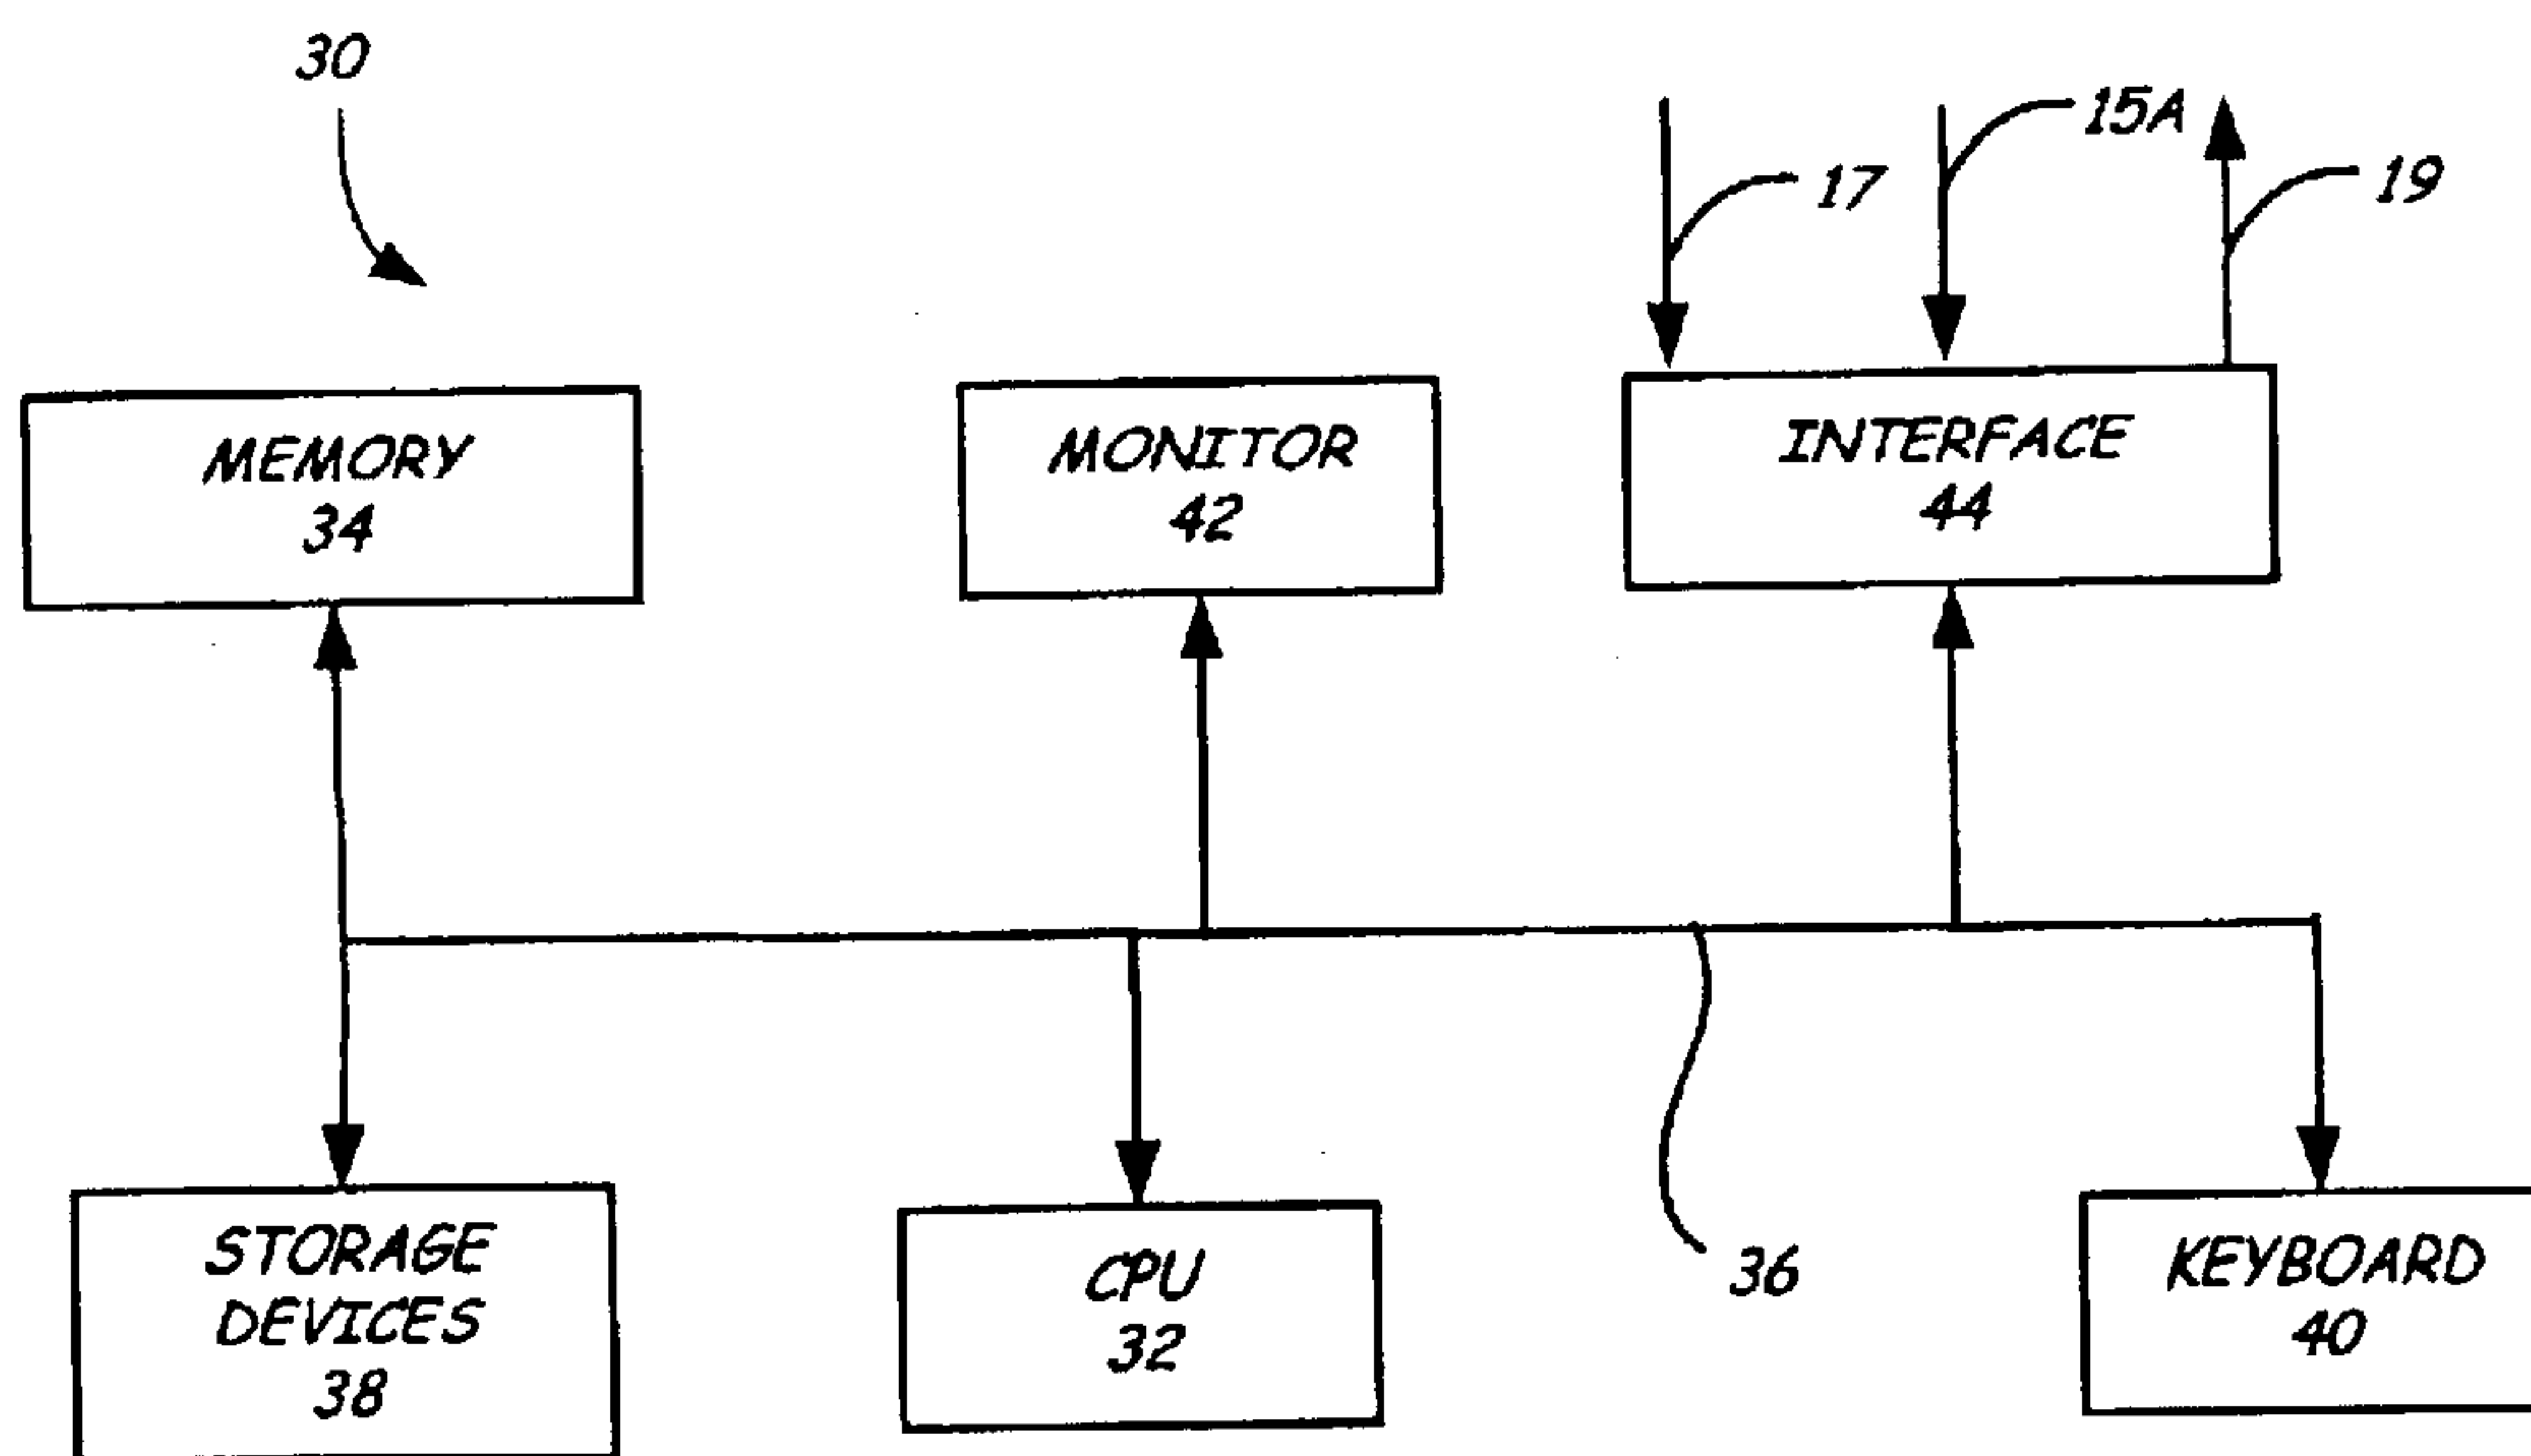 30
15A
17
19
MEMORY
34
MONITOR
42
INTERFACE
44
STORAGE
DEVICES
38
CPU
32
36
KEYBOARD
40